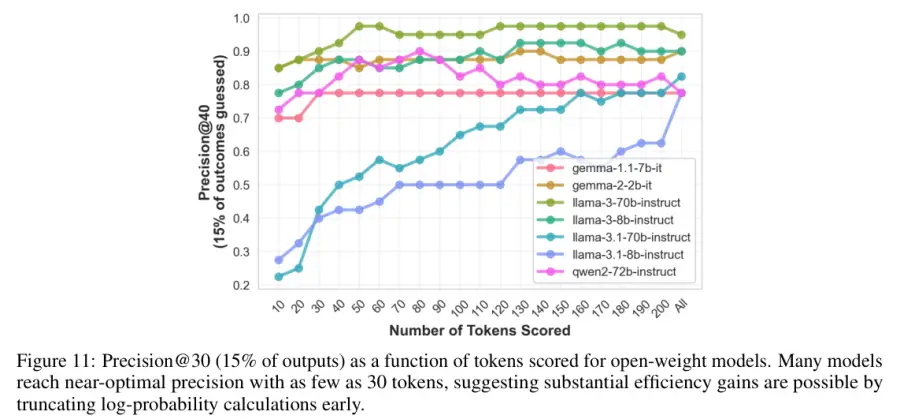 1.0
0.9
0.8
0.7
0.6
0.5
0.4
0.3
0.2
Precision@40
(15% of outcomes guessed)
gemma-1.1-7b-it
gemma-2-2b-it
llama-3-70b-instruct
llama-3-8b-instruct
llama-3.1-70b-instruct
llama-3.1-8b-instruct
qwen2-72b-instruct
10 20 30 40 50 60 70 80 90 100 110 120 130 140 150 160 170 180 190 200 All
Number of Tokens Scored
Figure 11: Precision@30 (15% of outputs) as a function of tokens scored for open-weight models. Many models
reach near-optimal precision with as few as 30 tokens, suggesting substantial efficiency gains are possible by
truncating log-probability calculations early.